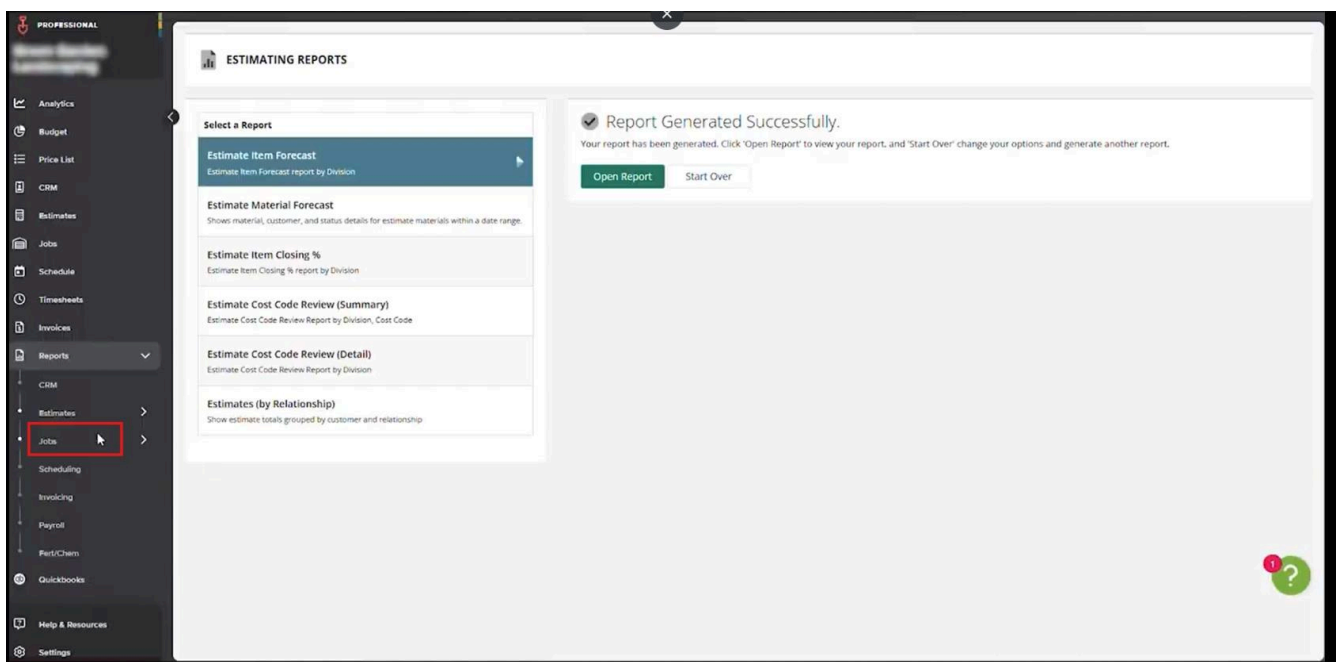 PROFESSIONAL
Analytics
Budget
Price List
CRM
Estimates
Jobs
Schedule
Timesheets
Invoices
Reports
CRM
Estimates
Jobs
Scheduling
Invoicing
Payroll
Fert/Chem
Quickbooks
Help & Resources
Settings
ESTIMATING REPORTS
Select a Report
Estimate Item Forecast
Estimate Item Forecast report by Division
Estimate Material Forecast
Shows material, customer, and status details for estimate materials within a date range.
Estimate Item Closing %
Estimate Item Closing % report by Division
Estimate Cost Code Review (Summary)
Estimate Cost Code Review Report by Division, Cost Code
Estimate Cost Code Review (Detail)
Estimate Cost Code Review Report by Division
Estimates (by Relationship)
Show estimate totals grouped by customer and relationship
Report Generated Successfully.
Your report has been generated. Click 'Open Report' to view your report, and 'Start Over' change your options and generate another report.
Open Report Start Over
1
?